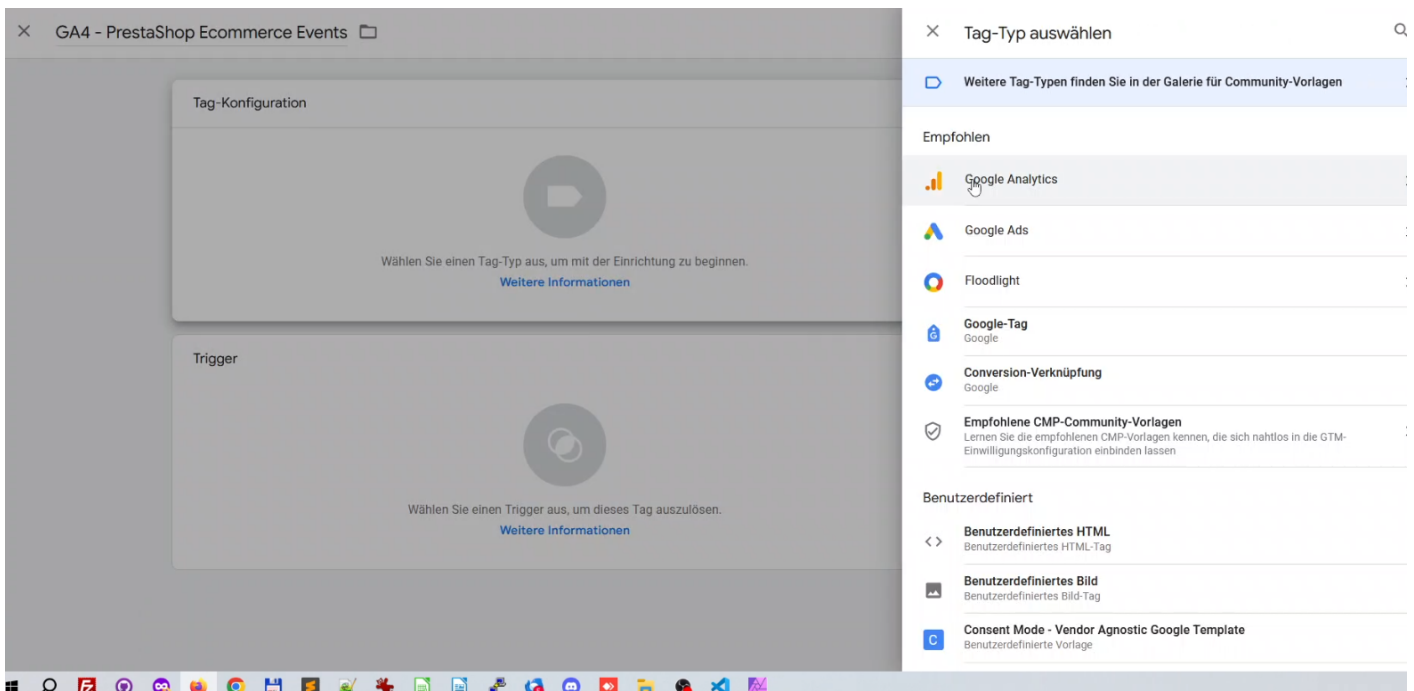 GA4 - PrestaShop Ecommerce Events
Tag-Konfiguration
Wählen Sie einen Tag-Typ aus, um mit der Einrichtung zu beginnen.
Weitere Informationen
Trigger
Wählen Sie einen Trigger aus, um dieses Tag auszulösen.
Weitere Informationen
Tag-Typ auswählen
Weitere Tag-Typen finden Sie in der Galerie für Community-Vorlagen
Empfohlen
Google Analytics
Google Ads
Floodlight
Google-Tag
Google
Conversion-Verknüpfung
Google
Empfohlene CMP-Community-Vorlagen
Lernen Sie die empfohlenen CMP-Vorlagen kennen, die sich nahtlos in die GTM-
Einwilligungskonfiguration einbinden lassen
Benutzerdefiniert
Benutzerdefiniertes HTML
Benutzerdefiniertes HTML-Tag
Benutzerdefiniertes Bild
Benutzerdefiniertes Bild-Tag
C
Consent Mode - Vendor Agnostic Google Template
Benutzerdefinierte Vorlage